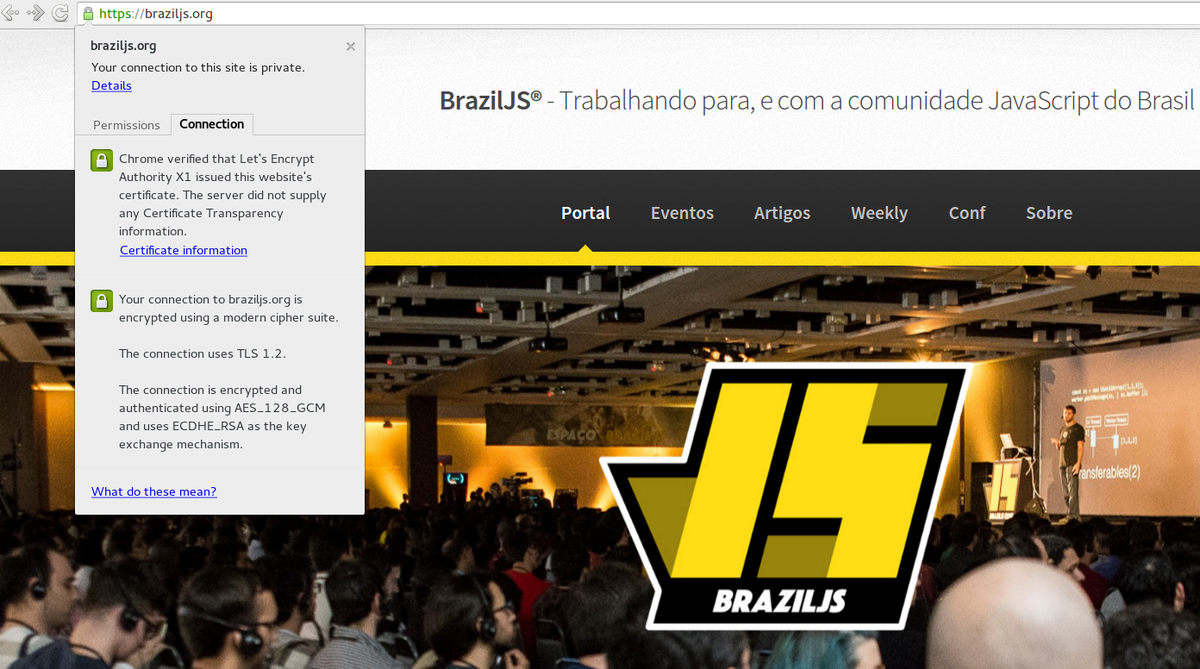 https://braziljs.org
braziljs.org
Your connection to this site is private.
Details
Permissions
Connection
Chrome verified that Let's Encrypt
Authority X1 issued this website's
certificate. The server did not supply
any Certificate Transparency
information.
Certificate information
Your connection to braziljs.org is
encrypted using a modern cipher suite.
The connection uses TLS 1.2.
The connection is encrypted and
authenticated using AES_128_GCM
and uses ECDHE_RSA as the key
exchange mechanism.
What do these mean?
BrazilJS® - Trabalhando para, e com a comunidade JavaScript do Brasil
Portal
Eventos
Artigos
Weekly
Conf
Sobre
ESPAÇO
JS
BRAZILJS
[1,2,3]
ransferables(2)